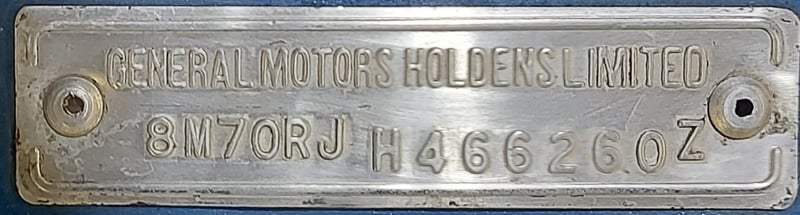 GENERAL MOTORS HOLDENS LIMITED
8M70RJ H466260Z